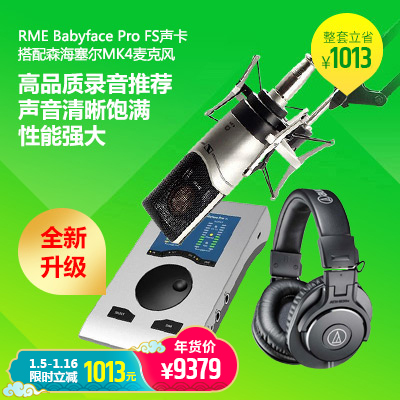 RME Babyface Pro FS声卡
搭配森海塞尔MK4麦克风
整套立省
¥1013
高品质录音推荐
声音清晰饱满
性能强大
全新
升级
1.5-1.16
限时立减
1013元
年货价
¥9379